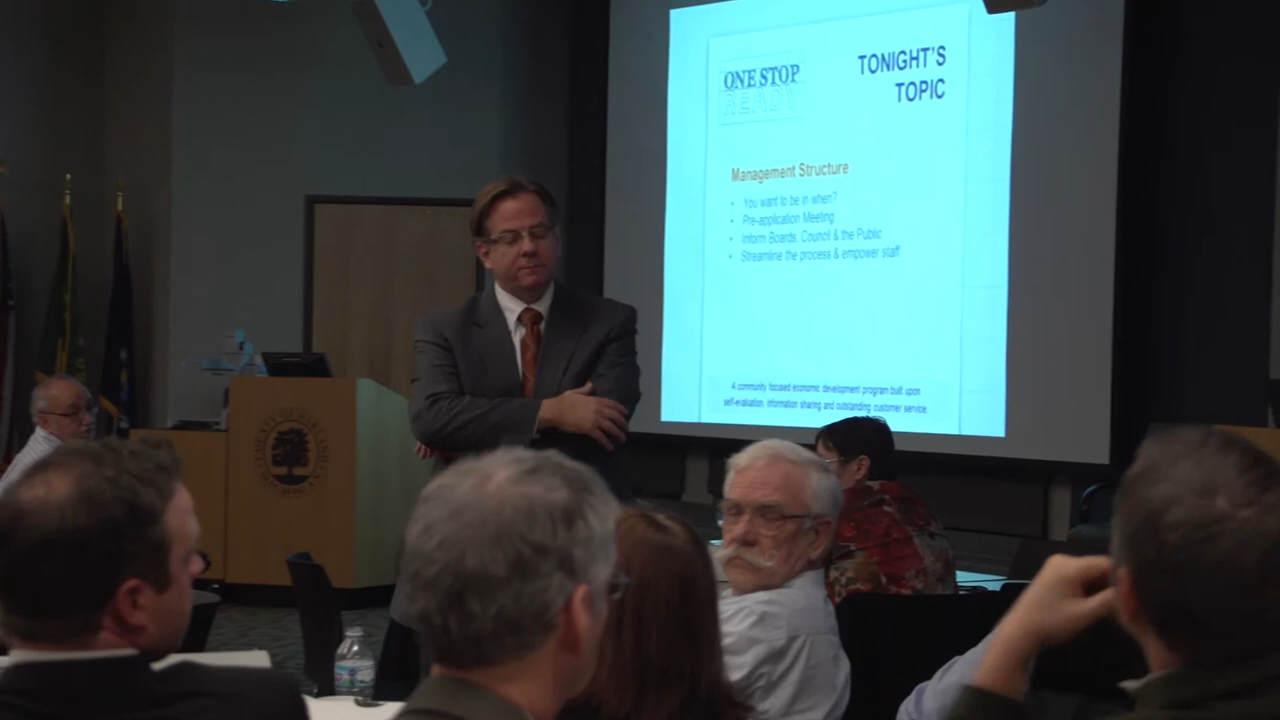 ONE STOP
READY
TONIGHT'S
TOPIC
Management Structure
• You want to be in when?
• Pre-application Meeting
• Inform Boards, Council & the Public
• Streamline the process & empower staff
A community focused economic development program built upon
self-evaluation, information sharing and outstanding customer service.